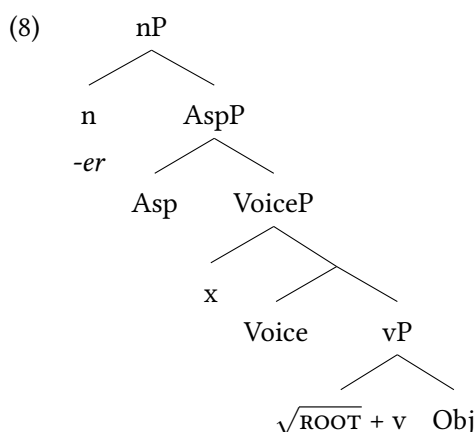 (8) nP
n AspP
-er
Asp VoiceP
x
Voice vP
√ROOT + v Obj